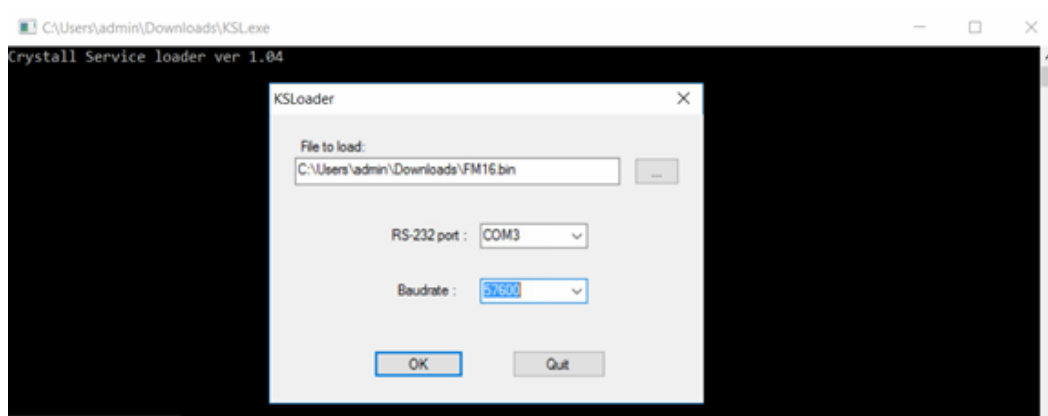 C:\Users\admin\Downloads\KSL.exe
Crystall Service loader ver 1.04
KSLoader
File to load:
C:\Users\admin\Downloads\FM16.bin
...
RS-232 port :
COM3
Baudrate :
57600
OK
Quit